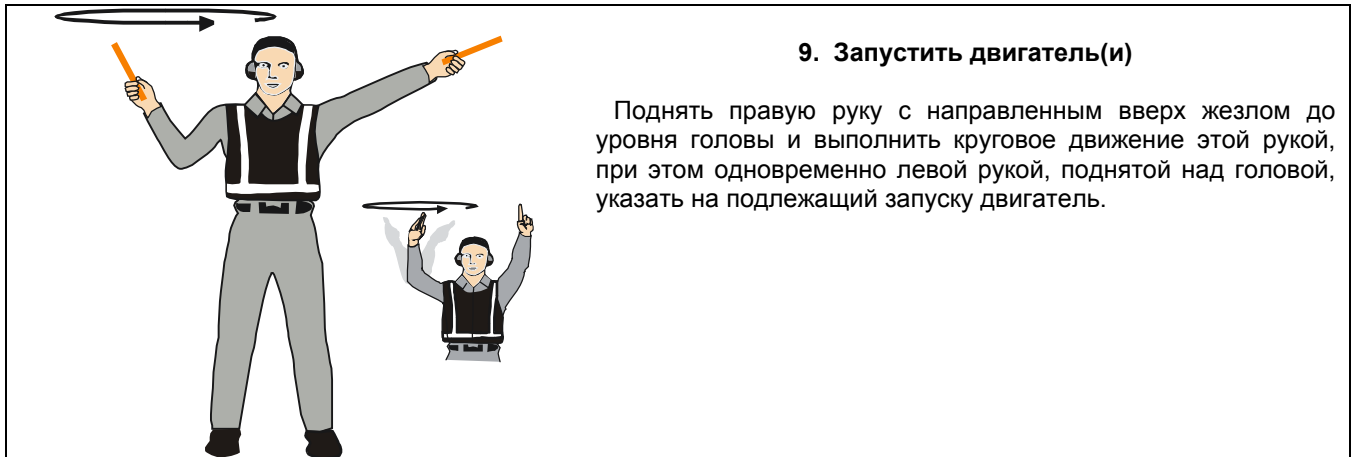 9. Запустить двигатель(и)
Поднять правую руку с направленным вверх жезлом до
уровня головы и выполнить круговое движение этой рукой,
при этом одновременно левой рукой, поднятой над головой,
указать на подлежащий запуску двигатель.